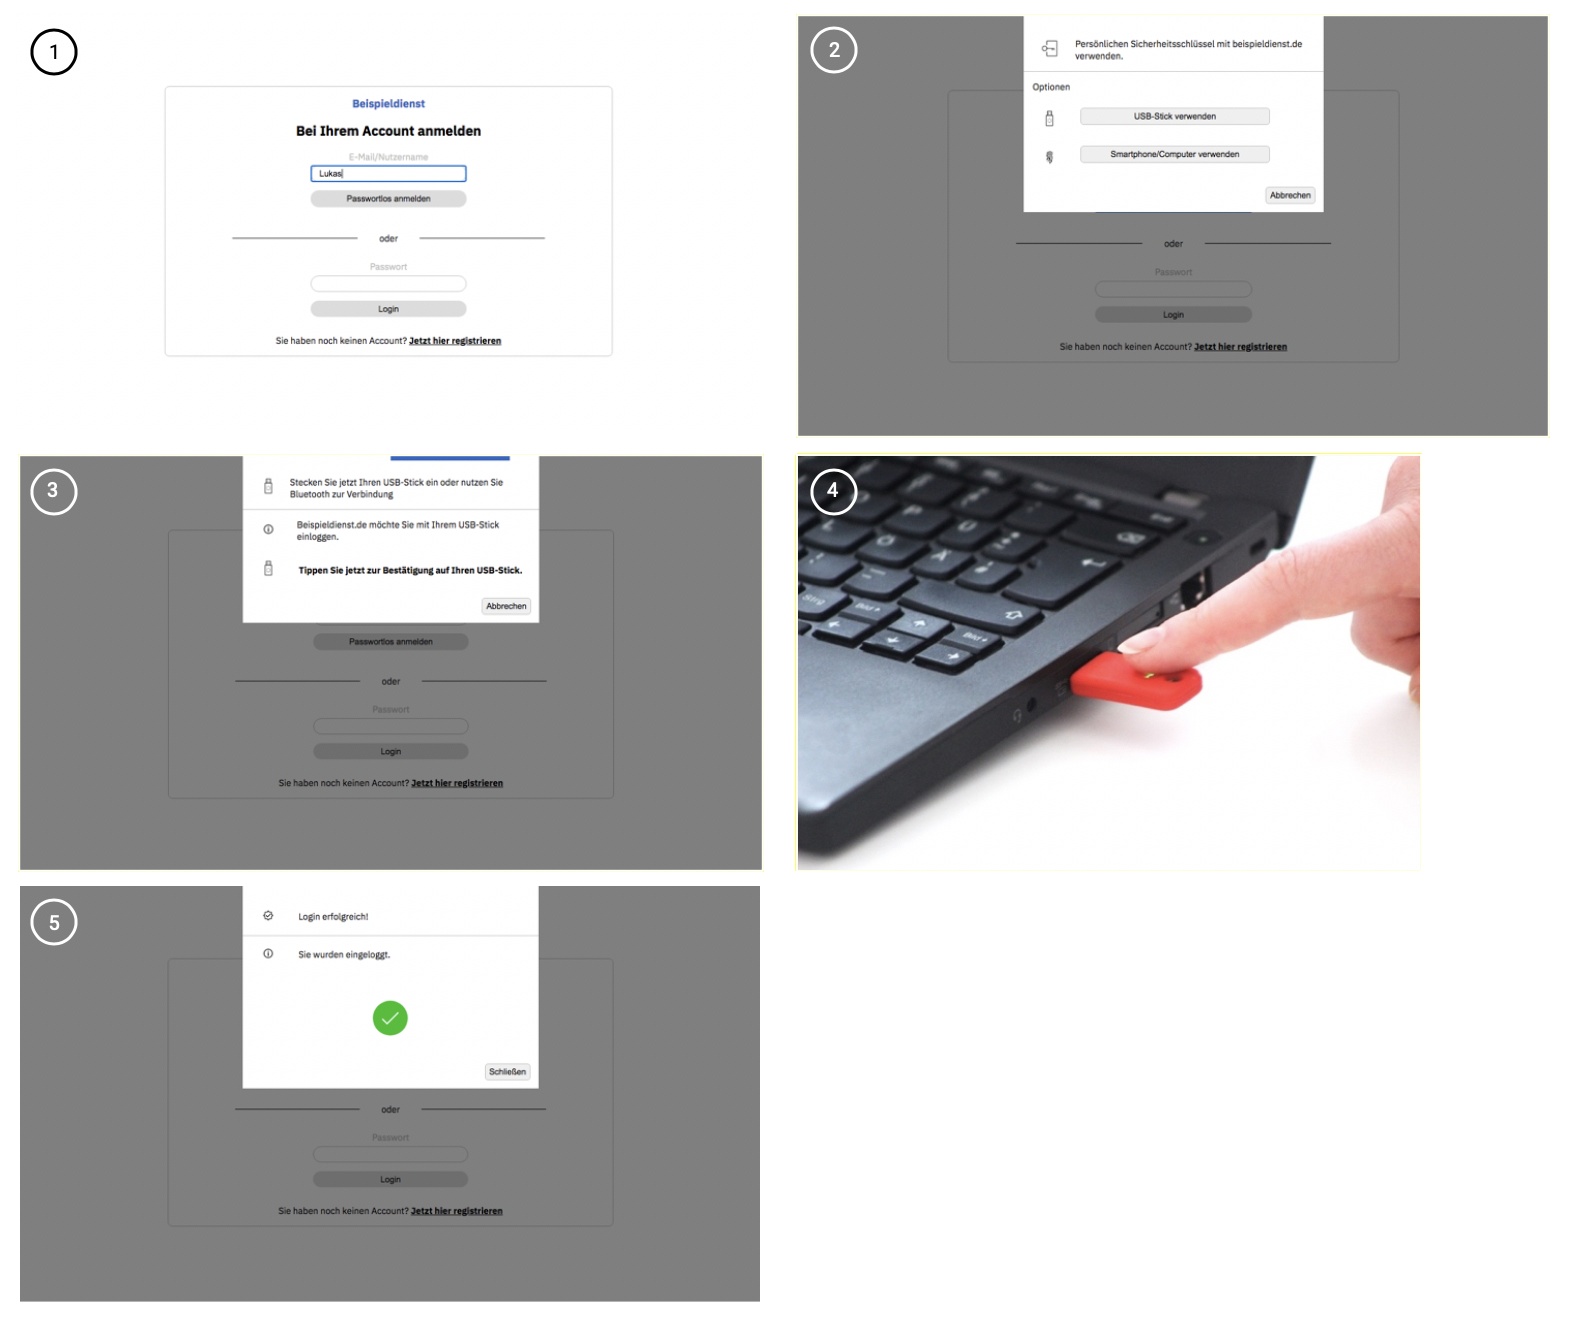 1
Beispieldienst
Bei Ihrem Account anmelden
E-Mail/Nutzername
Lukas
Passwortlos anmelden
oder
Passwort
Login
Sie haben noch keinen Account? Jetzt hier registrieren
2
Persönlichen Sicherheitsschlüssel mit beispieldienst.de
verwenden.
Optionen
USB-Stick verwenden
Smartphone/Computer verwenden
Abbrechen
oder
Passwort
Login
Sie haben noch keinen Account? Jetzt hier registrieren
3
Stecken Sie jetzt Ihren USB-Stick ein oder nutzen Sie
Bluetooth zur Verbindung
Beispieldienst.de möchte Sie mit Ihrem USB-Stick
einloggen.
Tippen Sie jetzt zur Bestätigung auf Ihren USB-Stick.
Abbrechen
Passwortlos anmelden
oder
Passwort
Login
Sie haben noch keinen Account? Jetzt hier registrieren
4
P
Ü
Ö
Ä
Strg
Bild
Bild
5
Login erfolgreich!
Sie wurden eingeloggt.
Schließen
oder
Passwort
Login
Sie haben noch keinen Account? Jetzt hier registrieren